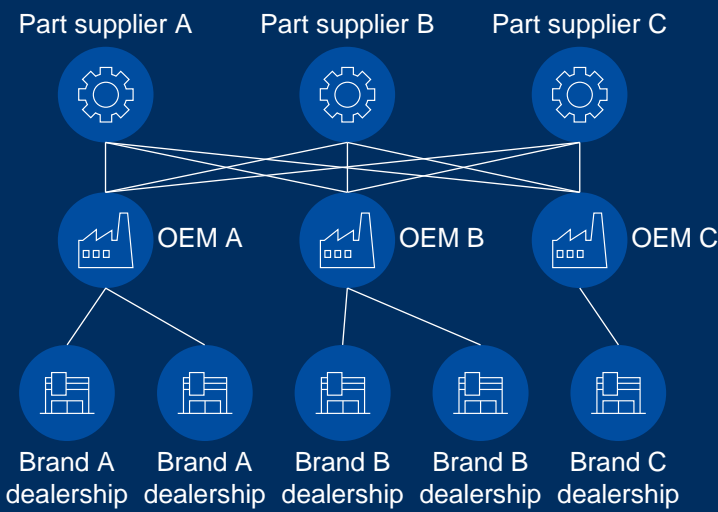 Part supplier A
Part supplier B
Part supplier C
OEM A
OEM B
OEM C
Brand A
dealership
Brand A
dealership
Brand B
dealership
Brand B
dealership
Brand C
dealership